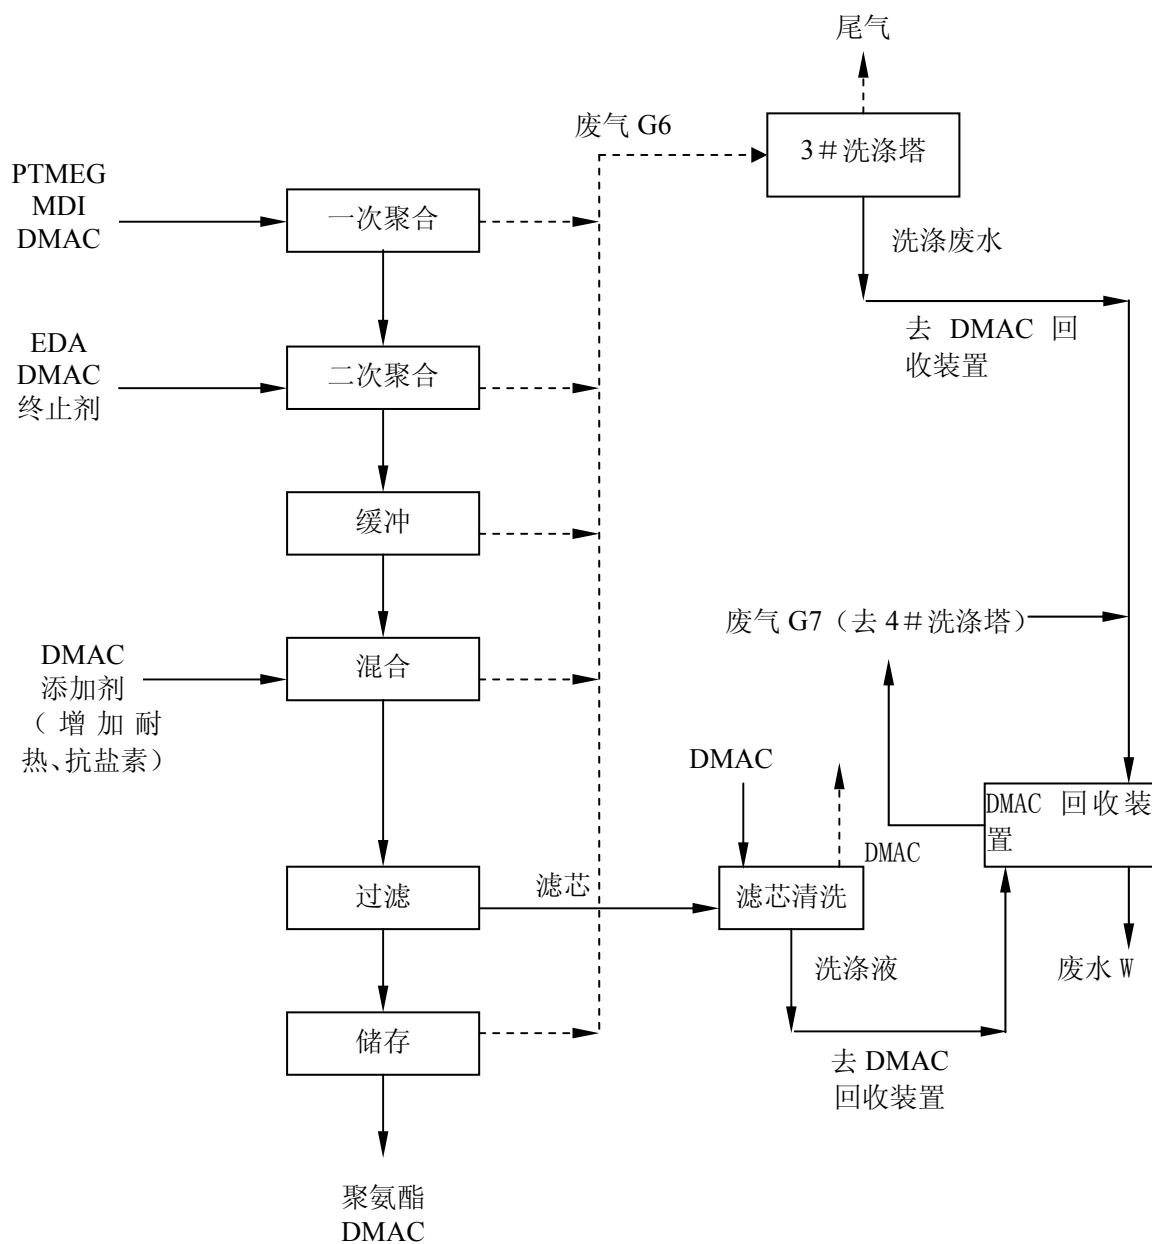 尾气
废气 G6
3＃洗涤塔
PTMEG
MDI
DMAC
一次聚合
洗涤废水
去 DMAC 回
收装置
EDA
DMAC
终止剂
二次聚合
缓冲
废气 G7（去 4＃洗涤塔）
DMAC
添加剂
（增加耐
热、抗盐素）
混合
DMAC
DMAC 回收装
置
DMAC
过滤
滤芯
滤芯清洗
洗涤液
废水 W
储存
去 DMAC
回收装置
聚氨酯
DMAC